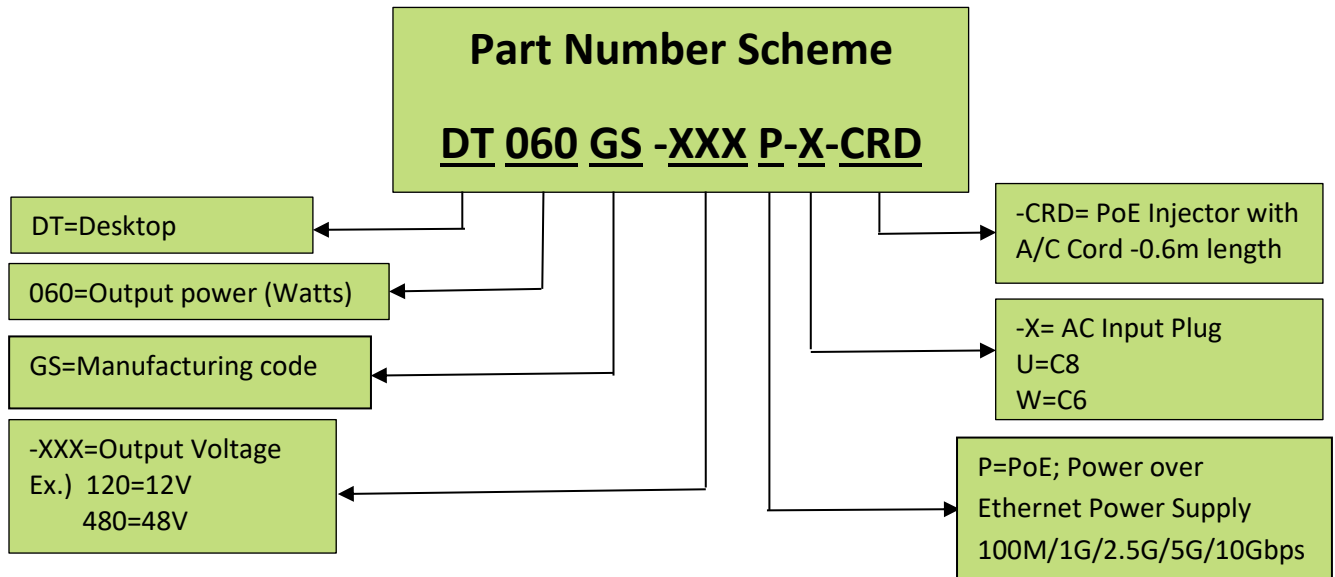 Part Number Scheme
DT 060 GS -XXX P-X-CRD
DT=Desktop
060=Output power (Watts)
GS=Manufacturing code
-XXX=Output Voltage
Ex.) 120=12V
480=48V
-CRD= PoE Injector with
A/C Cord -0.6m length
-X= AC Input Plug
U=C8
W=C6
P=PoE; Power over
Ethernet Power Supply
100M/1G/2.5G/5G/10Gbps